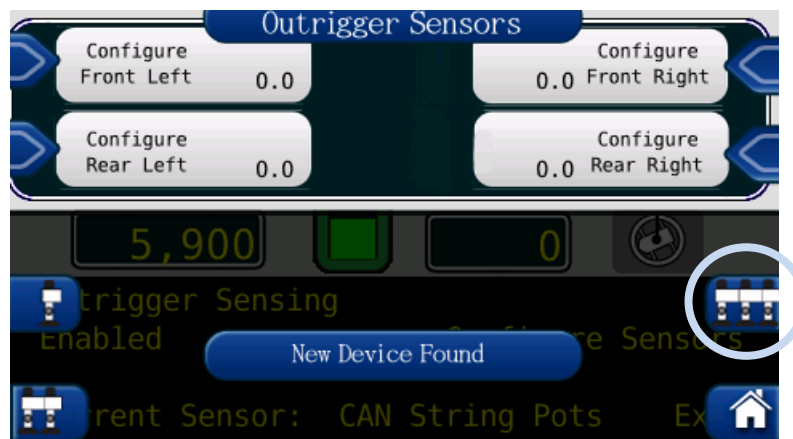 Outrigger Sensors
Configure
Front Left 0.0
Configure
0.0 Front Right
Configure
Rear Left 0.0
Configure
0.0 Rear Right
5,900
0
trigger Sensing
Enabled
re Sensors
New Device Found
rrent Sensor: CAN String Pots Ex